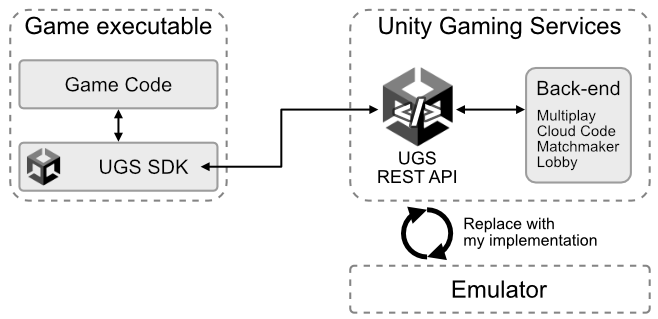 Game executable
Game Code
UGS SDK
Unity Gaming Services
UGS
REST API
Back-end
Multiplay
Cloud Code
Matchmaker
Lobby
Replace with
my implementation
Emulator